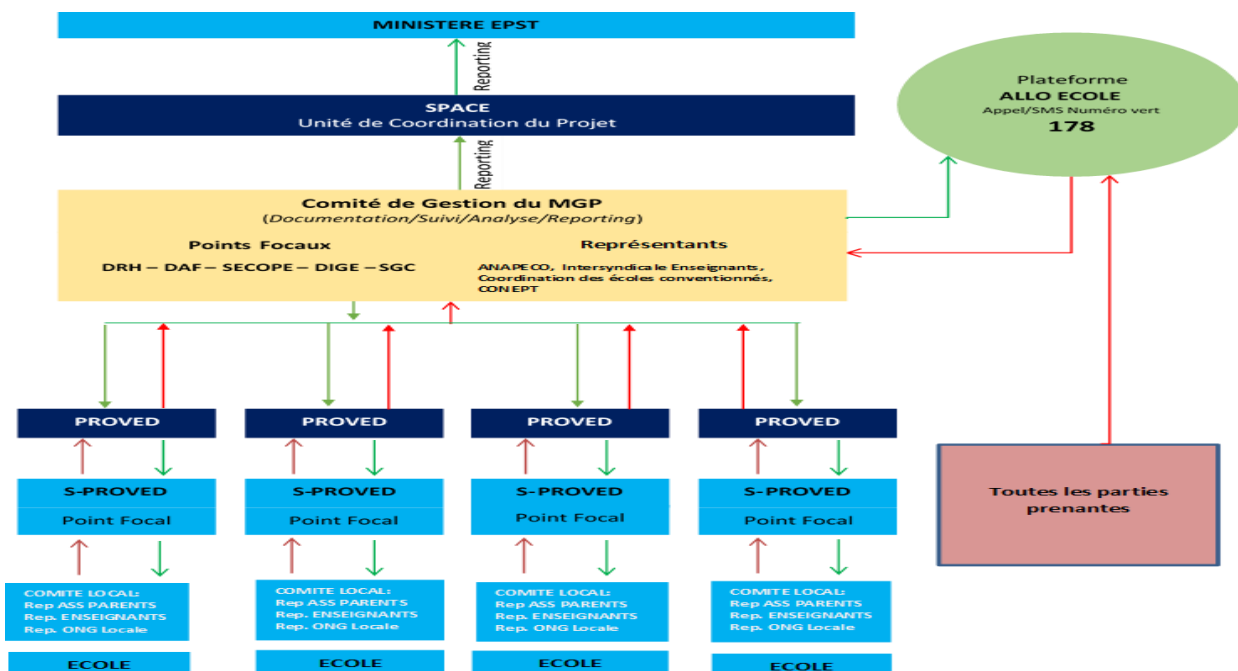 MINISTERE EPST
Reporting
SPACE
Unité de Coordination du Projet
Reporting
Plateforme
ALLO ECOLE
Appel/SMS Numéro vert
178
Comité de Gestion du MGP
(Documentation/Suivi/Analyse/Reporting)
Points Focaux
DRH – DAF – SECOPE – DIGE – SGC
Représentants
ANAPECO, Intersyndicale Enseignants,
Coordination des écoles conventionnés,
CONEPT
PROVED
PROVED
PROVED
PROVED
S-PROVED
Point Focal
S-PROVED
Point Focal
S-PROVED
Point Focal
S-PROVED
Point Focal
Toutes les parties
prenantes
COMITE LOCAL:
Rep ASS PARENTS
Rep. ENSEIGNANTS
Rep. ONG Locale
COMITE LOCAL:
Rep ASS PARENTS
Rep. ENSEIGNANTS
Rep. ONG Locale
COMITE LOCAL:
Rep ASS PARENTS
Rep. ENSEIGNANTS
Rep. ONG Locale
COMITE LOCAL:
Rep ASS PARENTS
Rep. ENSEIGNANTS
Rep. ONG Locale
ECOLE
ECOLE
ECOLE
ECOLE